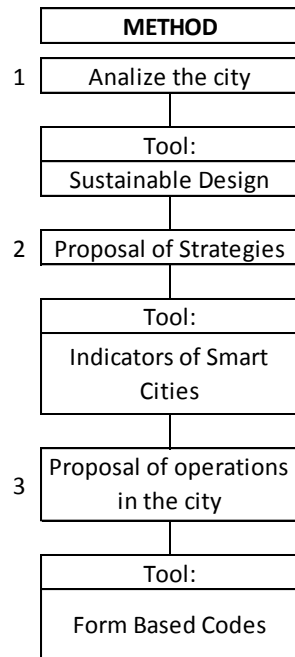 METHOD
1 Analize the city
Tool:
Sustainable Design
2 Proposal of Strategies
Tool:
Indicators of Smart
Cities
3 Proposal of operations
in the city
Tool:
Form Based Codes